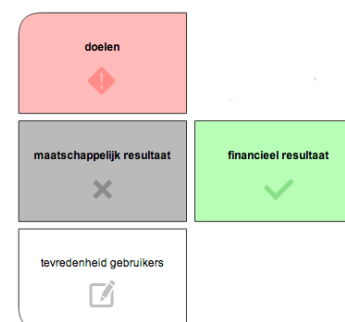 doelen
maatschappelijk resultaat
financieel resultaat
tevredenheid gebruikers